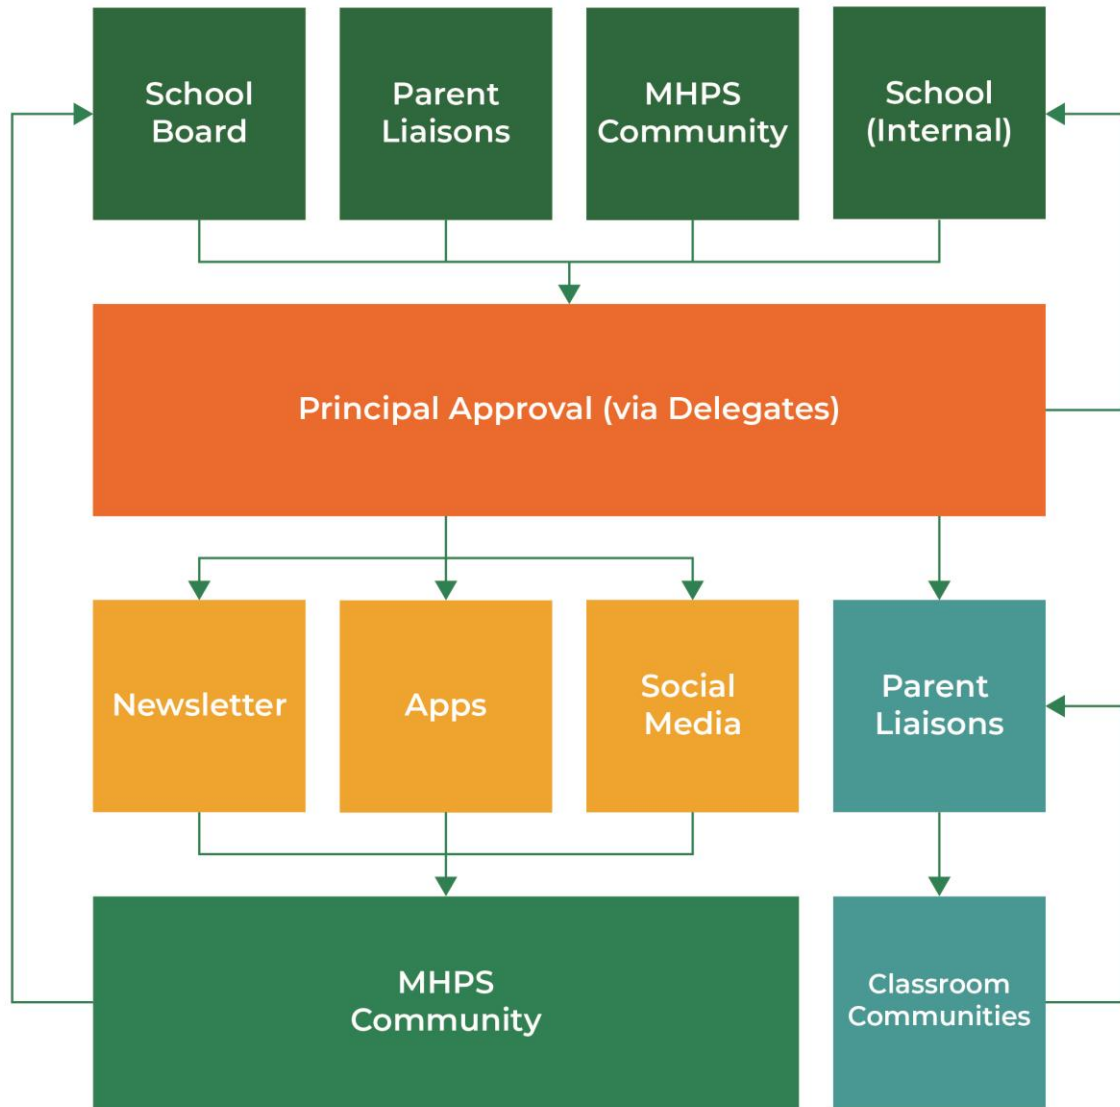 School
Board
Parent
Liaisons
MHPS
Community
School
(Internal)
Principal Approval (via Delegates)
Newsletter
Apps
Social
Media
Parent
Liaisons
MHPS
Community
Classroom
Communities